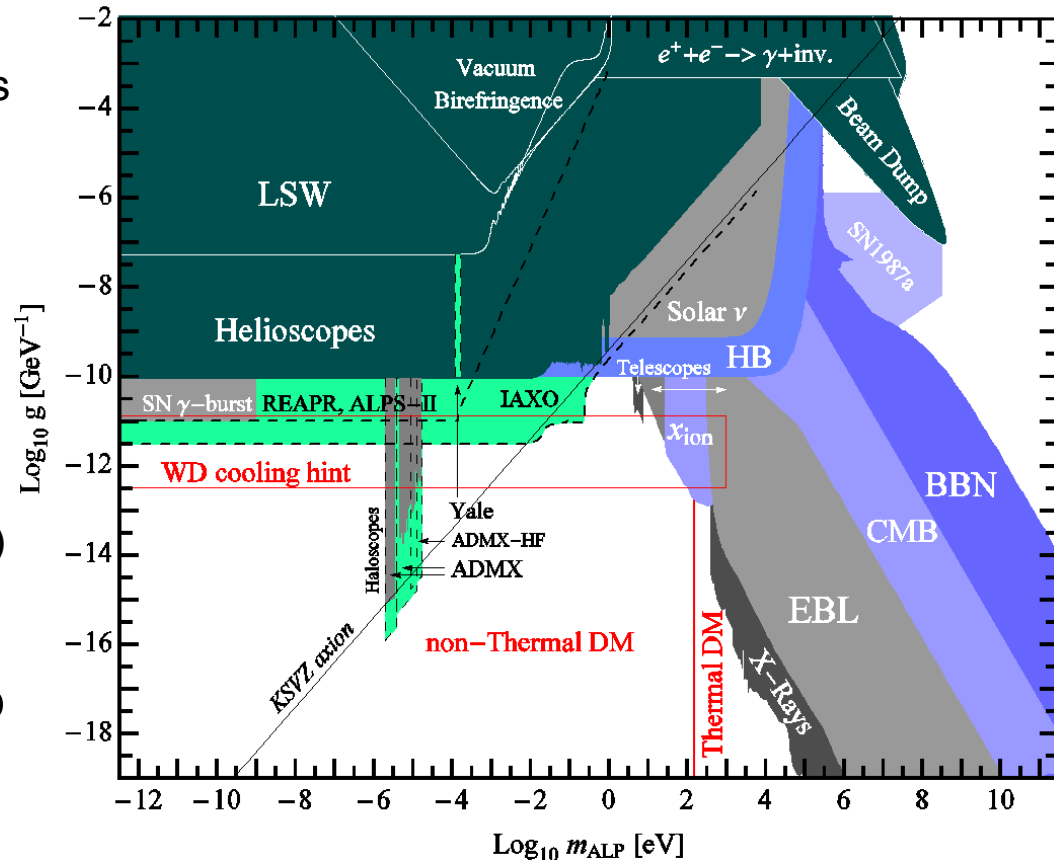 s
)
)
−2
−4
−6
−8
−10
−12
−14
−16
−18
Log₁₀ g [GeV⁻¹]
Vacuum
Birefringence
e⁺+e⁻−> γ+inv.
Beam Dump
LSW
SN1987a
Helioscopes
Solar ν
HB
Telescopes
SN γ−burst
REAPR, ALPS−II
IAXO
x_ion
WD cooling hint
BBN
Haloscopes
Yale
ADMX−HF
ADMX
CMB
EBL
KSVZ axion
non−Thermal DM
Thermal DM
X−Rays
−12 −10 −8 −6 −4 −2 0 2 4 6 8 10
Log₁₀ m_ALP [eV]